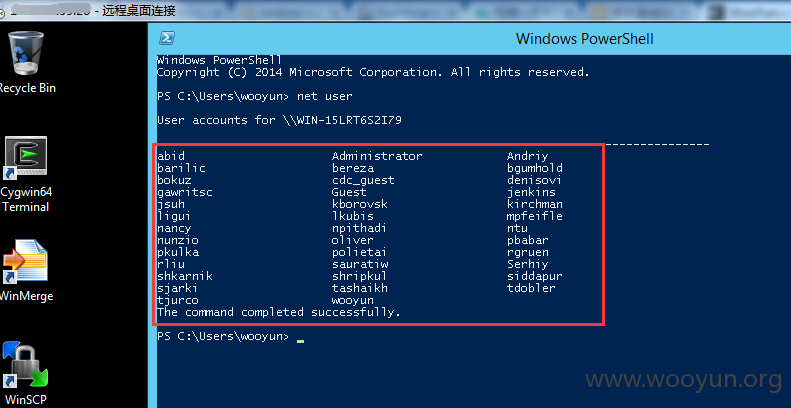 远程桌面连接
Windows PowerShell
Recycle Bin
Cygwin64
Terminal
WinMerge
WinSCP
Windows PowerShell
Copyright (C) 2014 Microsoft Corporation. All rights reserved.
PS C:\Users\wooyun> net user
User accounts for \\WIN-15LRT6S2I79
abid Administrator Andriy
barilic bereza bgumhold
bokuz cdc_guest denisovi
gawritsc Guest jenkins
jsuh kborovsk kirchman
ligui lkubis mpfeifle
nancy npithadi ntu
nunzio oliver pbabar
pkulka polietai rgruen
rliu sauratiw Serhiy
shkarnik shripkul siddapur
sjarki tashaikh tdobler
tjurco wooyun
The command completed successfully.
PS C:\Users\wooyun>
www.wooyun.org